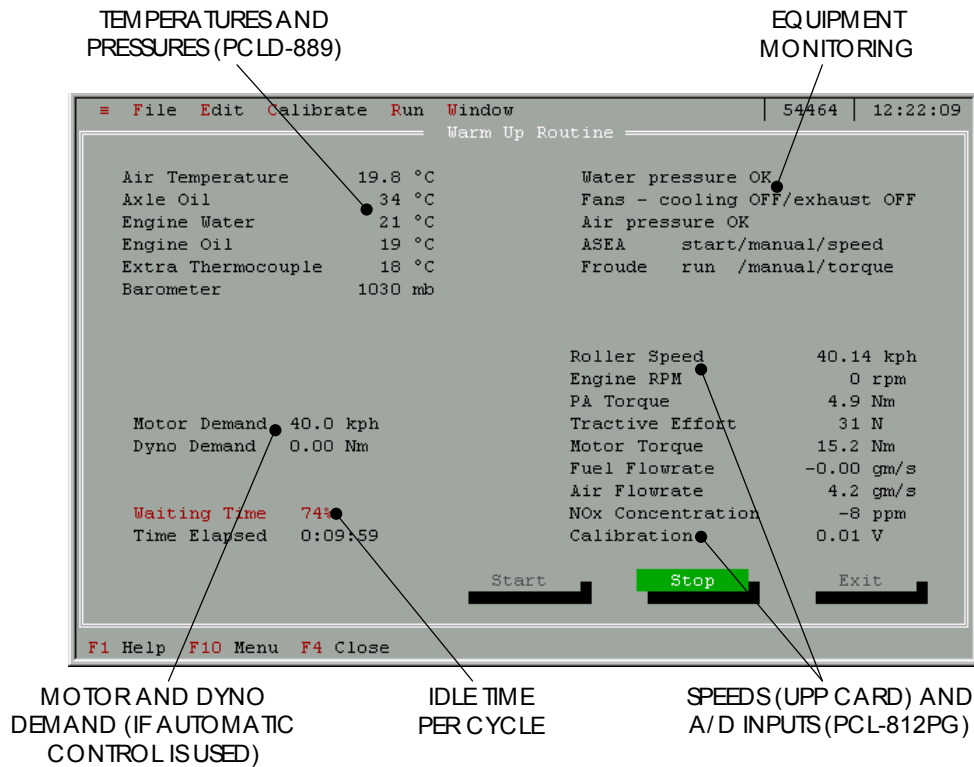 TEMPERATURES AND
PRESSURES (PCLD-889)
EQUIPMENT
MONITORING
≡ File Edit Calibrate Run Window 54464 12:22:09
Warm Up Routine
Air Temperature 19.8 °C
Axle Oil 34 °C
Engine Water 21 °C
Engine Oil 19 °C
Extra Thermocouple 18 °C
Barometer 1030 mb
Water pressure OK
Fans - cooling OFF/exhaust OFF
Air pressure OK
ASEA start/manual/speed
Froude run /manual/torque
Motor Demand 40.0 kph
Dyno Demand 0.00 Nm
Waiting Time 74%
Time Elapsed 0:09:59
Roller Speed 40.14 kph
Engine RPM 0 rpm
PA Torque 4.9 Nm
Tractive Effort 31 N
Motor Torque 15.2 Nm
Fuel Flowrate -0.00 gm/s
Air Flowrate 4.2 gm/s
NOx Concentration -8 ppm
Calibration 0.01 V
Start Stop Exit
F1 Help F10 Menu F4 Close
MOTOR AND DYNO
DEMAND (IF AUTOMATIC
CONTROL IS USED)
IDLE TIME
PER CYCLE
SPEEDS (UPP CARD) AND
A/D INPUTS (PCL-812PG)